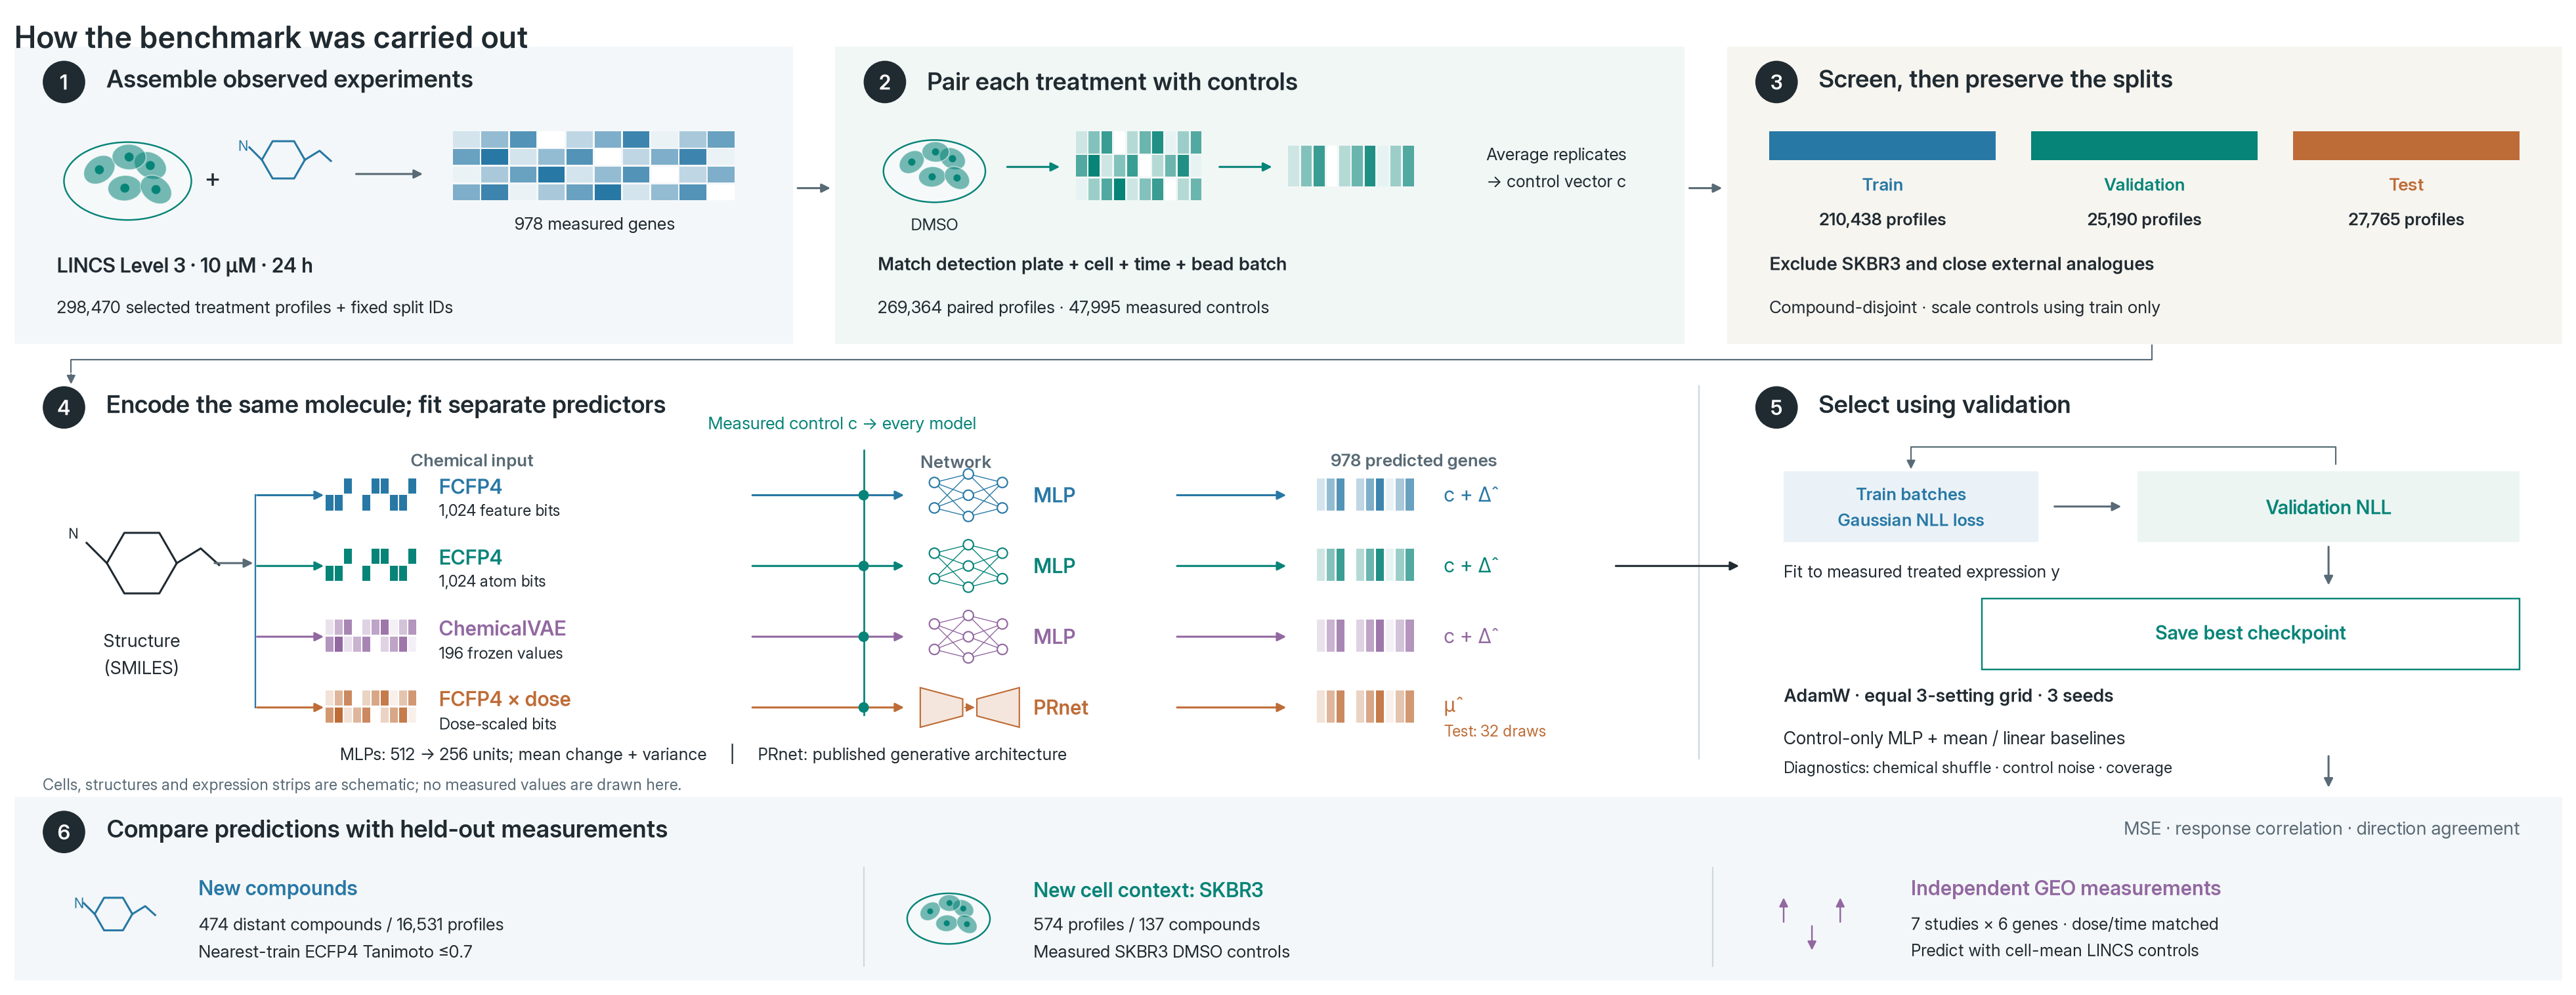 How the benchmark was carried out
1
Assemble observed experiments
N
+
978 measured genes
LINCS Level 3 · 10 µM · 24 h
298,470 selected treatment profiles + fixed split IDs
2
Pair each treatment with controls
DMSO
Average replicates
→ control vector c
Match detection plate + cell + time + bead batch
269,364 paired profiles · 47,995 measured controls
3
Screen, then preserve the splits
Train
Validation
Test
210,438 profiles
25,190 profiles
27,765 profiles
Exclude SKBR3 and close external analogues
Compound-disjoint · scale controls using train only
4
Encode the same molecule; fit separate predictors
Measured control c → every model
Chemical input
Network
978 predicted genes
N
Structure
(SMILES)
FCFP4
1,024 feature bits
MLP
c + Δˆ
ECFP4
1,024 atom bits
MLP
c + Δˆ
ChemicalVAE
196 frozen values
MLP
c + Δˆ
FCFP4 × dose
Dose-scaled bits
PRnet
µˆ
Test: 32 draws
MLPs: 512 → 256 units; mean change + variance | PRnet: published generative architecture
Cells, structures and expression strips are schematic; no measured values are drawn here.
5
Select using validation
Train batches
Gaussian NLL loss
Validation NLL
Fit to measured treated expression y
Save best checkpoint
AdamW · equal 3-setting grid · 3 seeds
Control-only MLP + mean / linear baselines
Diagnostics: chemical shuffle · control noise · coverage
6
Compare predictions with held-out measurements
MSE · response correlation · direction agreement
N
New compounds
474 distant compounds / 16,531 profiles
Nearest-train ECFP4 Tanimoto ≤0.7
New cell context: SKBR3
574 profiles / 137 compounds
Measured SKBR3 DMSO controls
Independent GEO measurements
7 studies × 6 genes · dose/time matched
Predict with cell-mean LINCS controls